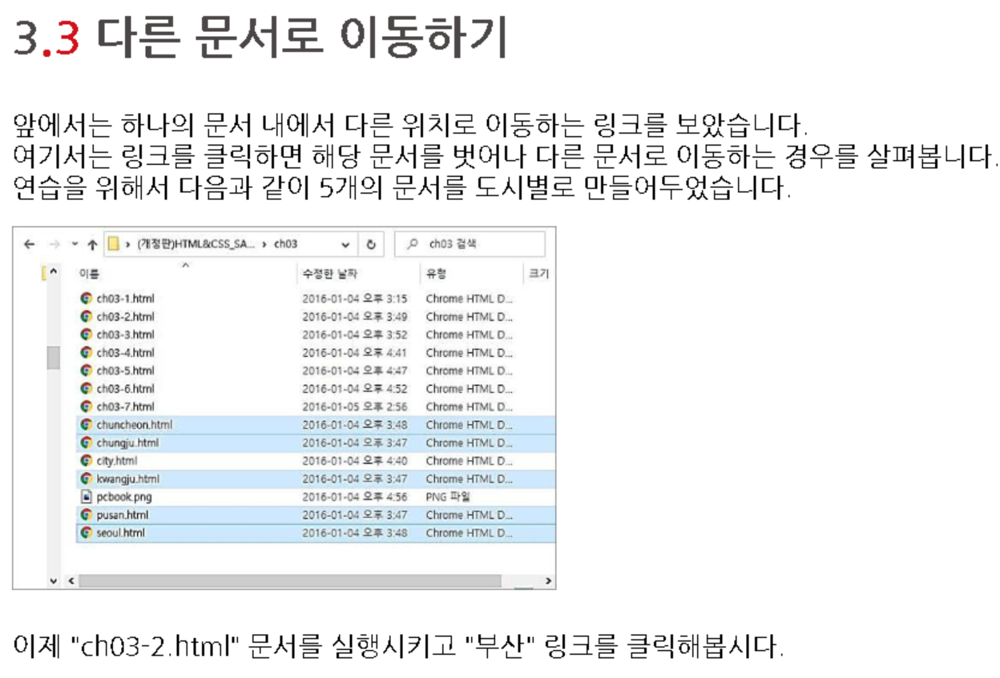 3.3 다른 문서로 이동하기
앞에서는 하나의 문서 내에서 다른 위치로 이동하는 링크를 보았습니다.
여기서는 링크를 클릭하면 해당 문서를 벗어나 다른 문서로 이동하는 경우를 살펴봅니다.
연습을 위해서 다음과 같이 5개의 문서를 도시별로 만들어두었습니다.
(개정판)HTML&CSS_SA... › ch03 ch03 검색
이름 수정한 날짜 유형 크기
ch03-1.html 2016-01-04 오후 3:15 Chrome HTML D...
ch03-2.html 2016-01-04 오후 3:49 Chrome HTML D...
ch03-3.html 2016-01-04 오후 3:52 Chrome HTML D...
ch03-4.html 2016-01-04 오후 4:41 Chrome HTML D...
ch03-5.html 2016-01-04 오후 4:47 Chrome HTML D...
ch03-6.html 2016-01-04 오후 4:52 Chrome HTML D...
ch03-7.html 2016-01-05 오후 2:56 Chrome HTML D...
chuncheon.html 2016-01-04 오후 3:48 Chrome HTML D...
chungju.html 2016-01-04 오후 3:47 Chrome HTML D...
city.html 2016-01-04 오후 4:40 Chrome HTML D...
kwangju.html 2016-01-04 오후 3:47 Chrome HTML D...
pcbook.png 2016-01-04 오후 4:56 PNG 파일
pusan.html 2016-01-04 오후 3:47 Chrome HTML D...
seoul.html 2016-01-04 오후 3:48 Chrome HTML D...
이제 "ch03-2.html" 문서를 실행시키고 "부산" 링크를 클릭해봅시다.